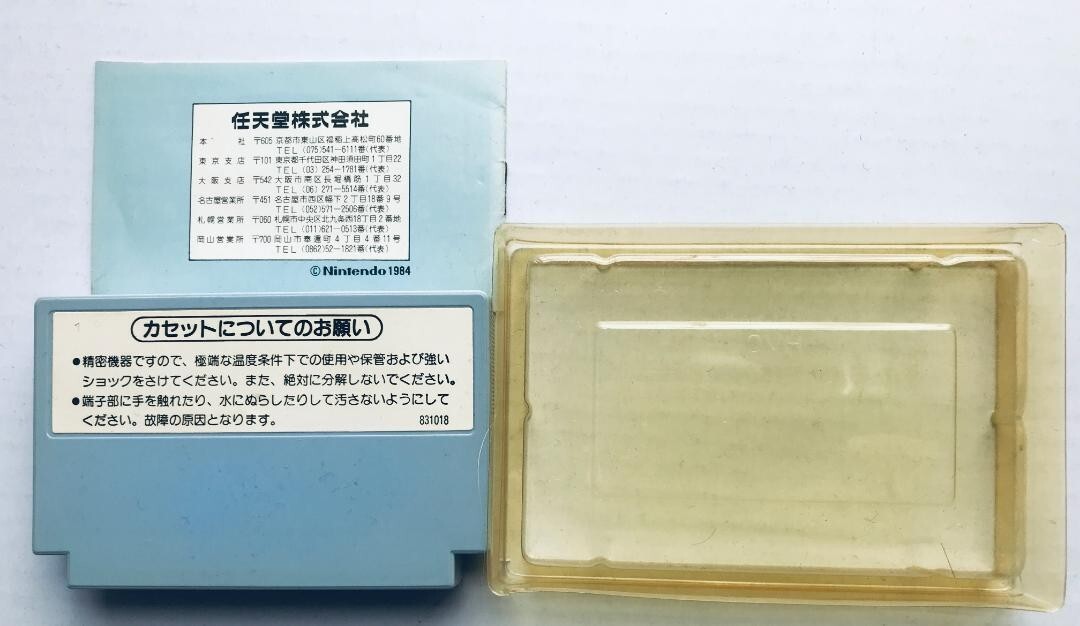 任天堂株式会社
本社 〒605 京都市東山区福稲上高松町60番地
TEL (075)541-6111番(代表)
東京支店 〒101 東京都千代田区神田須田町1丁目22
TEL (03) 254-1781番(代表)
大阪支店 〒542 大阪市南区長堀橋筋1丁目32
TEL (06) 271-5514番(代表)
名古屋営業所 〒451 名古屋市西区幅下2丁目18番9号
TEL (052)571-2506番(代表)
札幌営業所 〒060 札幌市中央区北九条西18丁目2番地
TEL (011)621-0513番(代表)
岡山営業所 〒700 岡山市奉還町4丁目4番11号
TEL (0862)52-1821番(代表)
©Nintendo 1984
カセットについてのお願い
●精密機器ですので、極端な温度条件下での使用や保管および強い
ショックをさけてください。また、絶対に分解しないでください。
●端子部に手を触れたり、水にぬらしたりして汚さないようにして
ください。故障の原因となります。
831018